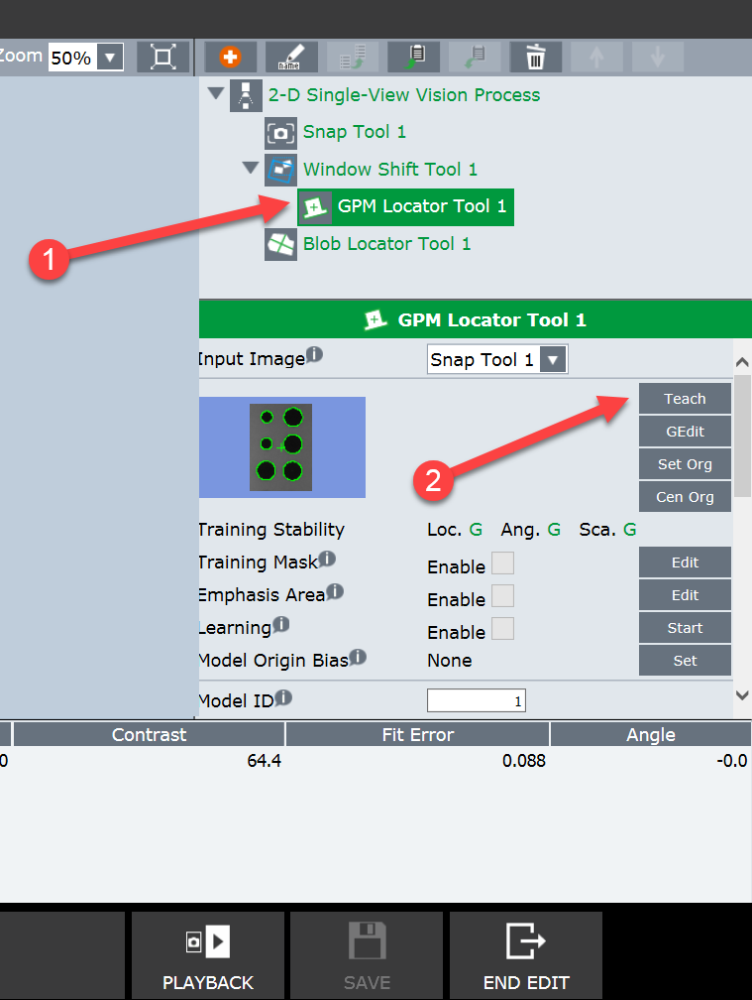 Zoom 50%
name
2-D Single-View Vision Process
Snap Tool 1
Window Shift Tool 1
GPM Locator Tool 1
Blob Locator Tool 1
1
GPM Locator Tool 1
Input Image Snap Tool 1
Teach
GEdit
2
Set Org
Cen Org
Training Stability Loc. G Ang. G Sca. G
Training Mask Enable Edit
Emphasis Area Enable Edit
Learning Enable Start
Model Origin Bias None Set
Model ID 1
Contrast Fit Error Angle
0 64.4 0.088 -0.0
PLAYBACK SAVE END EDIT